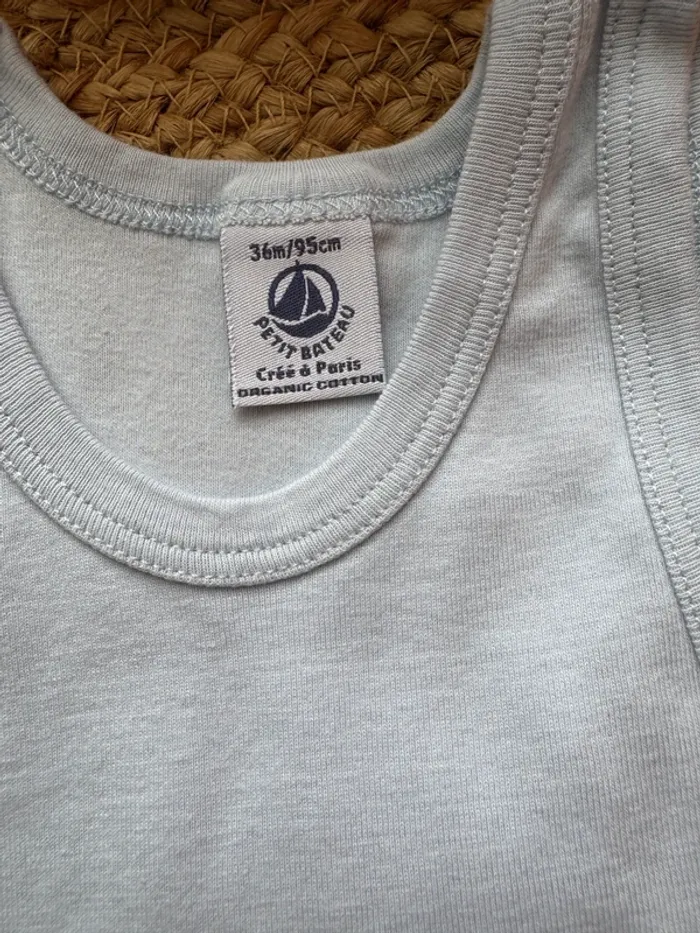 36m/95cm
PETIT BATEAU
Créé à Paris
ORGANIC COTTON